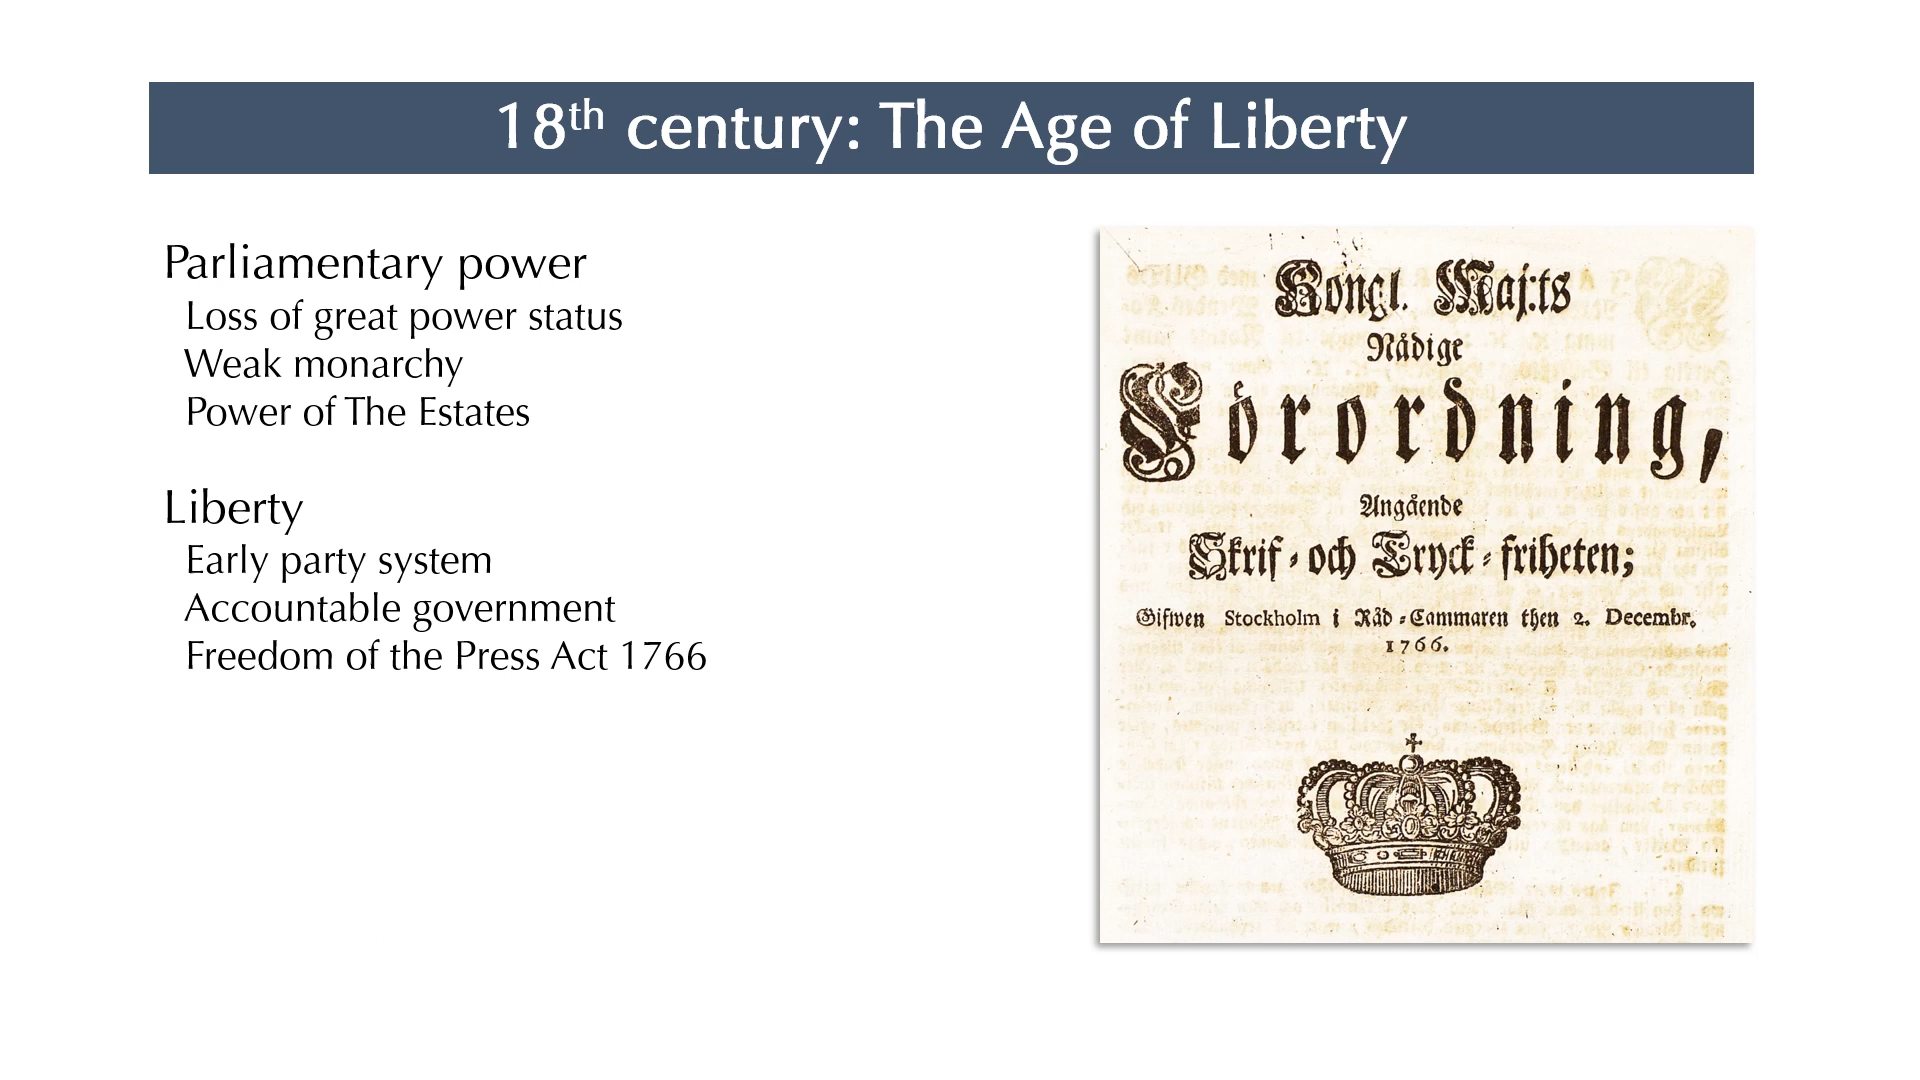 18th century: The Age of Liberty
Parliamentary power
Loss of great power status
Weak monarchy
Power of The Estates
Liberty
Early party system
Accountable government
Freedom of the Press Act 1766
Kongl. Maj:ts
Nådige
Förordning,
Angående
Skrif-och Tryck-friheten;
Gifwen Stockholm i Råd-Cammaren then 2. Decembr.
1766.